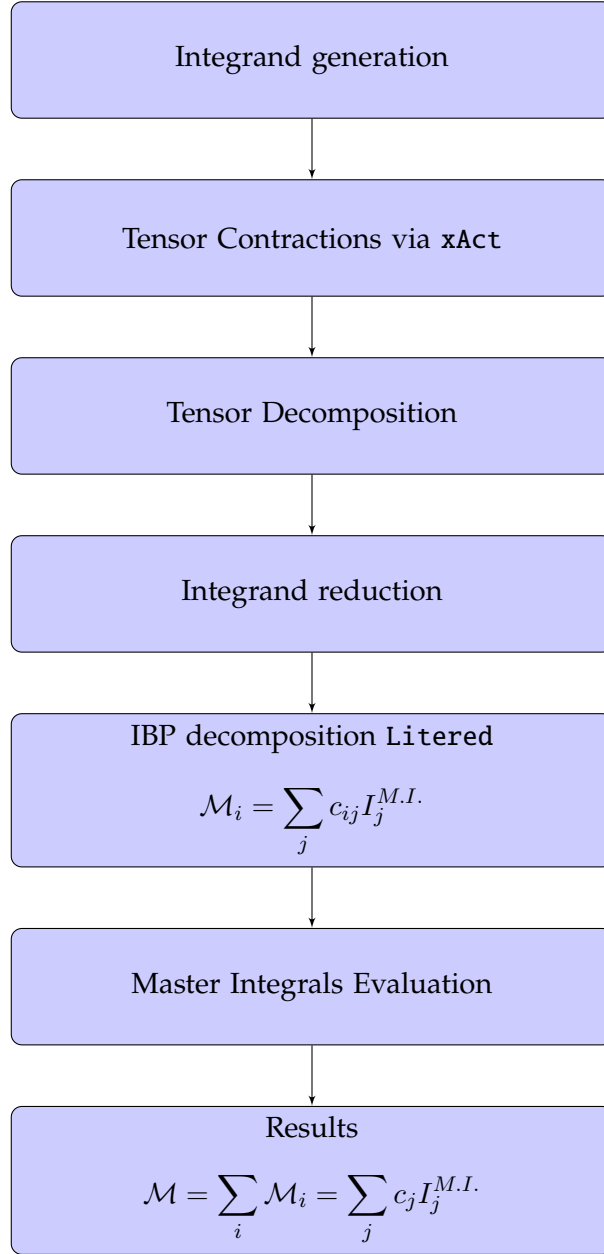 Integrand generation
Tensor Contractions via xAct
Tensor Decomposition
Integrand reduction
IBP decomposition Litered
$\mathcal{M}_i = \sum_j c_{ij} I_j^{M.I.}$
Master Integrals Evaluation
Results
$\mathcal{M} = \sum_i \mathcal{M}_i = \sum_j c_j I_j^{M.I.}$